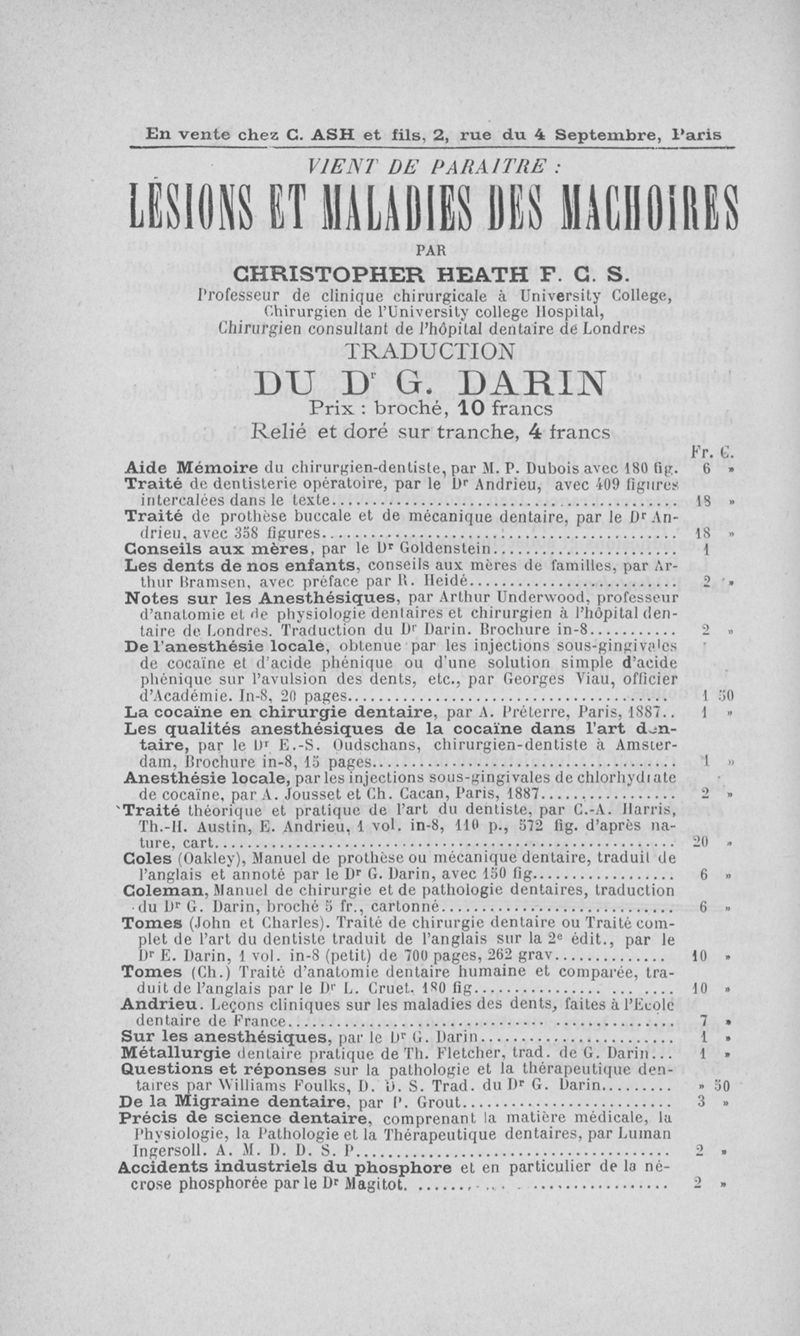 En vente chez C. ASH et fils, 2, rue du 4 Septembre, Paris
VIENT DE PARAITRE :
LÉSIONS ET MALADIES DES MACHOIRES
PAR
CHRISTOPHER HEATH F. C. S.
Professeur de clinique chirurgicale à University College,
Chirurgien de l'University college Hospital,
Chirurgien consultant de l'hôpital dentaire de Londres
TRADUCTION
DU Dr G. DARIN
Prix : broché, 10 francs
Relié et doré sur tranche, 4 francs
Fr. C.
Aide Mémoire du chirurgien-dentiste, par M. P. Dubois avec 180 fig. 6 »
Traité de dentisterie opératoire, par le Dr Andrieu, avec 409 figures
intercalées dans le texte........ 18 »
Traité de prothèse buccale et de mécanique dentaire, par le Dr An-
drieu, avec 358 figures........ 18 »
Conseils aux mères, par le Dr Goldenstein........ 1
Les dents de nos enfants, conseils aux mères de familles, par Ar-
thur Bramsen, avec préface par R. Heidé........ 2 »
Notes sur les Anesthésiques, par Arthur Underwood, professeur
d'anatomie et de physiologie dentaires et chirurgien à l'hôpital den-
taire de Londres. Traduction du Dr Darin. Brochure in-8........ 2 »
De l'anesthésie locale, obtenue par les injections sous-gingivales
de cocaïne et d'acide phénique ou d'une solution simple d'acide
phénique sur l'avulsion des dents, etc., par Georges Viau, officier
d'Académie. In-8, 20 pages........ 1 50
La cocaïne en chirurgie dentaire, par A. Préterre, Paris, 1887.. 1 »
Les qualités anesthésiques de la cocaïne dans l'art den-
taire, par le Dr E.-S. Oudschans, chirurgien-dentiste à Amster-
dam, Brochure in-8, 15 pages........ 1 »
Anesthésie locale, par les injections sous-gingivales de chlorhydrate
de cocaïne, par A. Jousset et Ch. Cacan, Paris, 1887........ 2 »
Traité théorique et pratique de l'art du dentiste, par C.-A. Harris,
Th.-H. Austin, E. Andrieu, 1 vol. in-8, 110 p., 572 fig. d'après na-
ture, cart........ 20 »
Coles (Oakley), Manuel de prothèse ou mécanique dentaire, traduit de
l'anglais et annoté par le Dr G. Darin, avec 150 fig........ 6 »
Coleman, Manuel de chirurgie et de pathologie dentaires, traduction
du Dr G. Darin, broché 5 fr., cartonné........ 6 »
Tomes (John et Charles). Traité de chirurgie dentaire ou Traité com-
plet de l'art du dentiste traduit de l'anglais sur la 2e édit., par le
Dr E. Darin, 1 vol. in-8 (petit) de 700 pages, 262 grav........ 10 »
Tomes (Ch.) Traité d'anatomie dentaire humaine et comparée, tra-
duit de l'anglais par le Dr L. Cruet. 180 fig........ 10 »
Andrieu. Leçons cliniques sur les maladies des dents, faites à l'Ecole
dentaire de France........ 7 »
Sur les anesthésiques, par le Dr G. Darin........ 1 »
Métallurgie dentaire pratique de Th. Fletcher, trad. de G. Darin... 1 »
Questions et réponses sur la pathologie et la thérapeutique den-
taires par Williams Foulks, D. D. S. Trad. du Dr G. Darin........ » 50
De la Migraine dentaire, par P. Grout........ 3 »
Précis de science dentaire, comprenant la matière médicale, la
Physiologie, la Pathologie et la Thérapeutique dentaires, par Luman
Ingersoll. A. M. D. D. S. P........ 2 »
Accidents industriels du phosphore et en particulier de la né-
crose phosphorée par le Dr Magitot........ 2 »